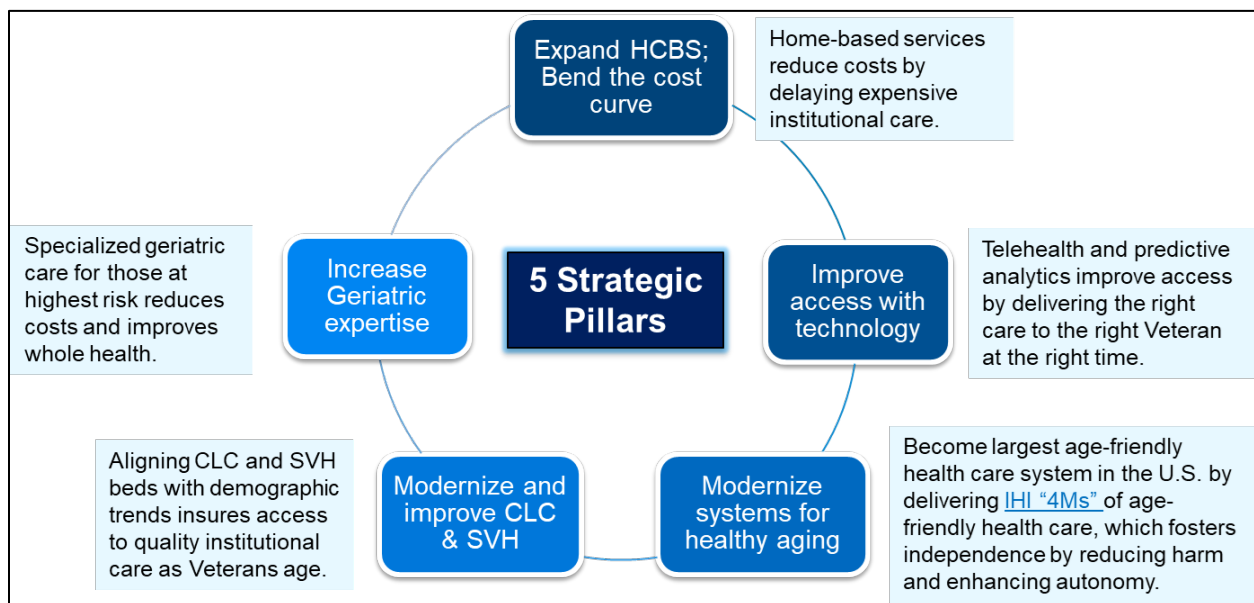 Expand HCBS;
Bend the cost
curve
Home-based services
reduce costs by
delaying expensive
institutional care.
Specialized geriatric
care for those at
highest risk reduces
costs and improves
whole health.
Increase
Geriatric
expertise
5 Strategic
Pillars
Improve
access with
technology
Telehealth and predictive
analytics improve access
by delivering the right
care to the right Veteran
at the right time.
Aligning CLC and SVH
beds with demographic
trends insures access
to quality institutional
care as Veterans age.
Modernize and
improve CLC
& SVH
Modernize
systems for
healthy aging
Become largest age-friendly
health care system in the U.S. by
delivering IHI “4Ms” of age-
friendly health care, which fosters
independence by reducing harm
and enhancing autonomy.